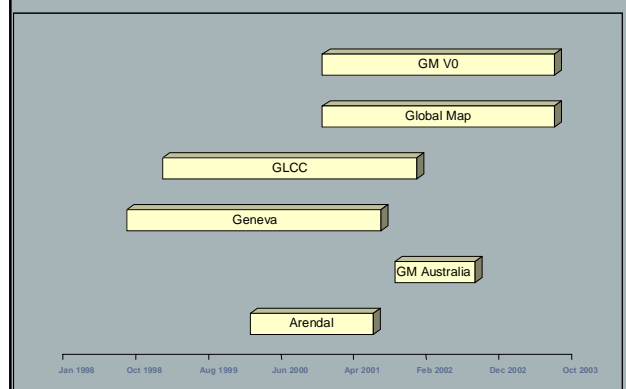 GM V0
Global Map
GLCC
Geneva
GM Australia
Arendal
Jan 1998 Oct 1998 Aug 1999 Jun 2000 Apr 2001 Feb 2002 Dec 2002 Oct 2003